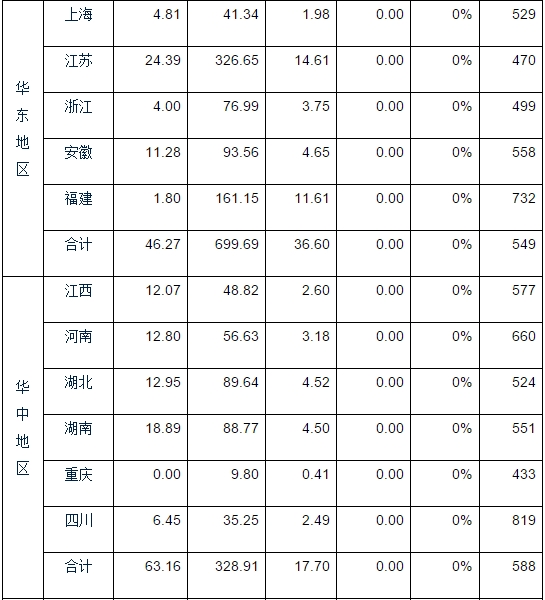 华东地区
上海 4.81 41.34 1.98 0.00 0% 529
江苏 24.39 326.65 14.61 0.00 0% 470
浙江 4.00 76.99 3.75 0.00 0% 499
安徽 11.28 93.56 4.65 0.00 0% 558
福建 1.80 161.15 11.61 0.00 0% 732
合计 46.27 699.69 36.60 0.00 0% 549
华中地区
江西 12.07 48.82 2.60 0.00 0% 577
河南 12.80 56.63 3.18 0.00 0% 660
湖北 12.95 89.64 4.52 0.00 0% 524
湖南 18.89 88.77 4.50 0.00 0% 551
重庆 0.00 9.80 0.41 0.00 0% 433
四川 6.45 35.25 2.49 0.00 0% 819
合计 63.16 328.91 17.70 0.00 0% 588